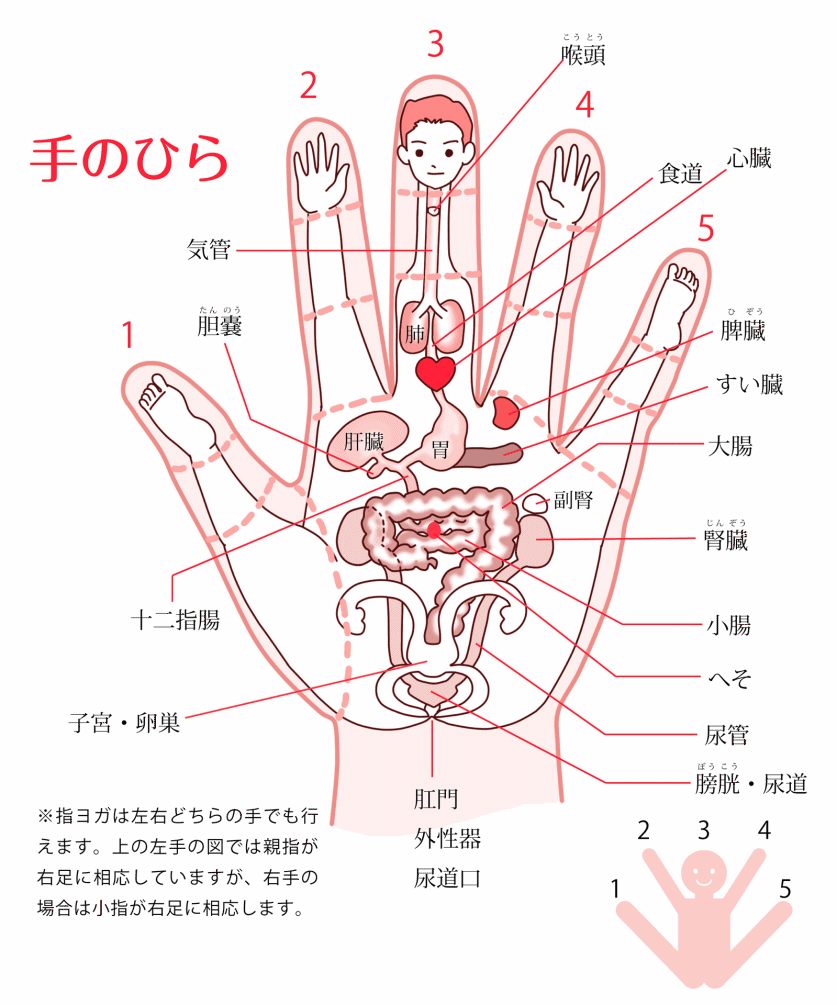 手のひら
1
2
3
4
5
こうとう
喉頭
食道
心臓
気管
たんのう
胆嚢
肺
ひぞう
脾臓
すい臓
肝臓
胃
大腸
副腎
じんぞう
腎臓
十二指腸
小腸
へそ
子宮・卵巣
尿管
ぼうこう
膀胱・尿道
肛門
外性器
尿道口
※指ヨガは左右どちらの手でも行
えます。上の左手の図では親指が
右足に相応していますが、右手の
場合は小指が右足に相応します。
1
2
3
4
5